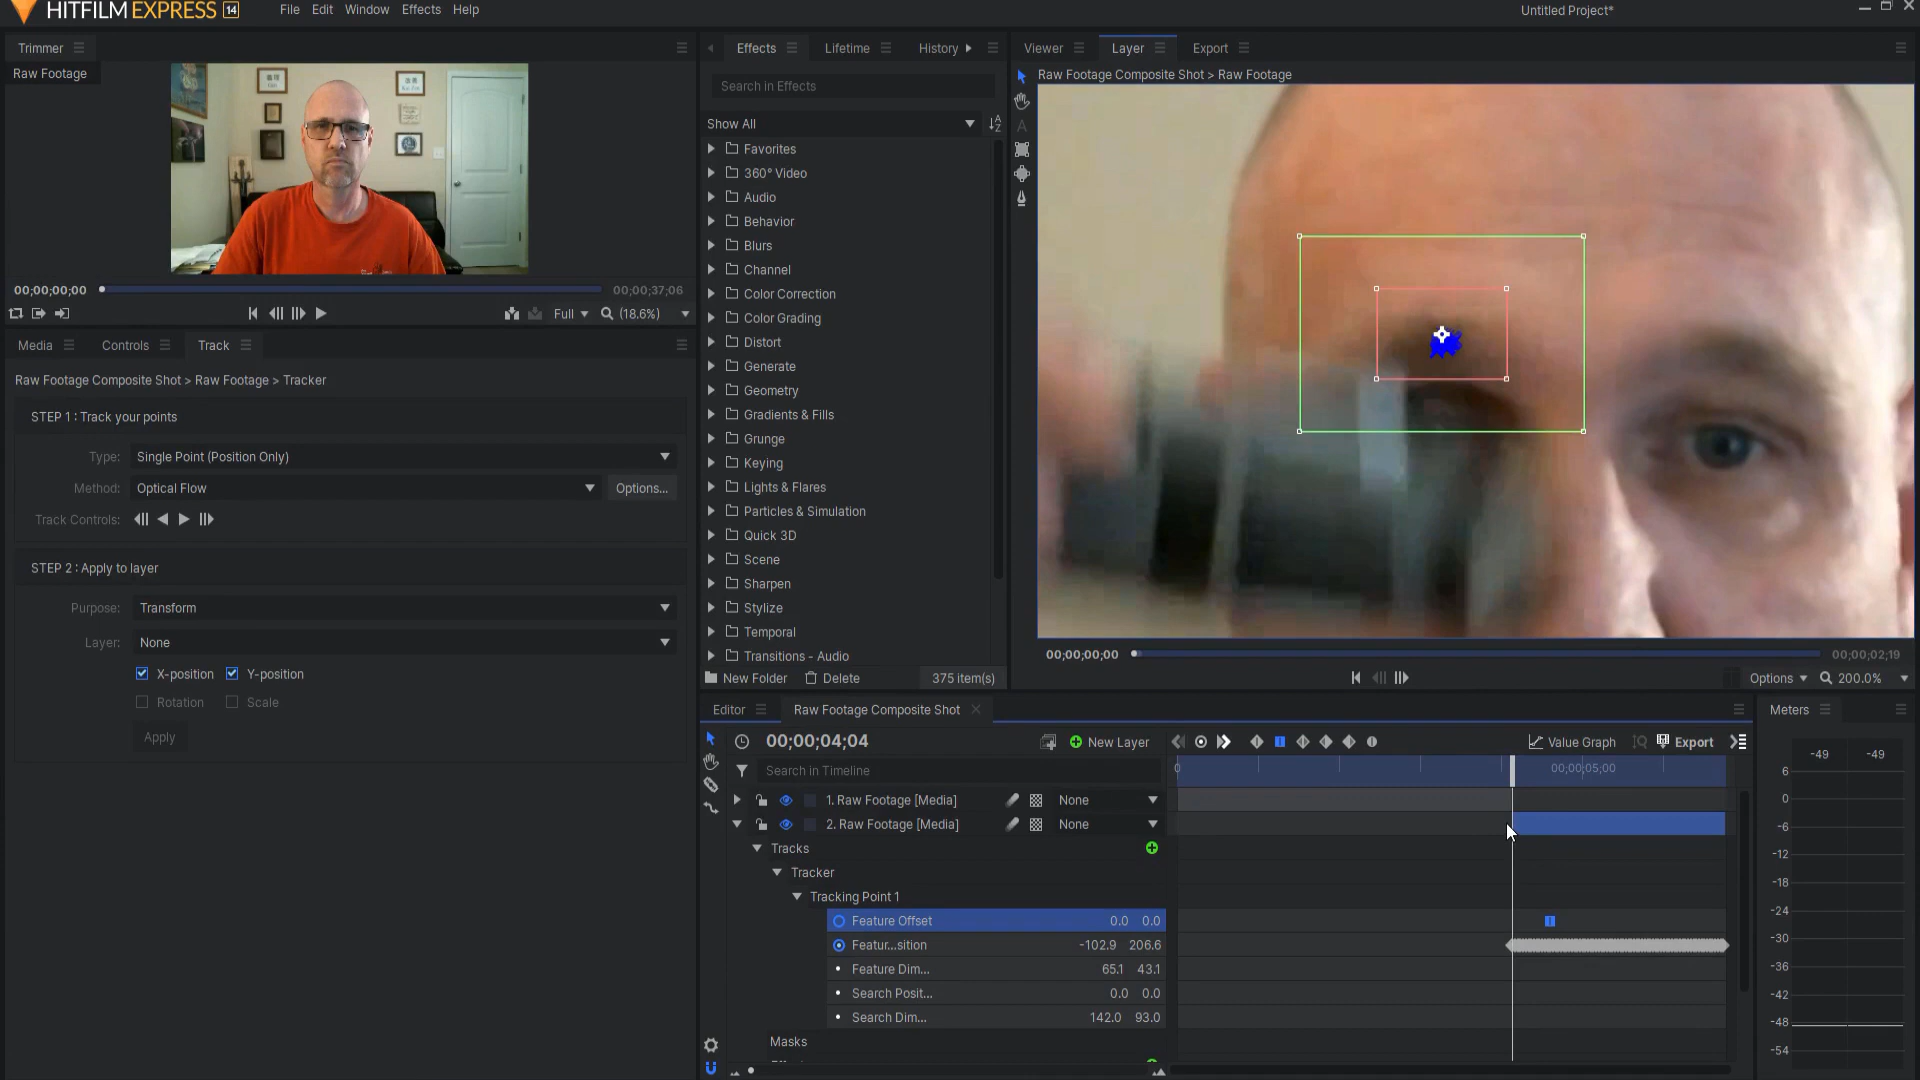 HITFILM EXPRESS 14
File Edit Window Effects Help
Untitled Project*
Trimmer
Raw Footage
00;00;00;00
00;00;37;06
Full
(18.6%)
Media
Controls
Track
Raw Footage Composite Shot > Raw Footage > Tracker
STEP 1 : Track your points
Type: Single Point (Position Only)
Method: Optical Flow
Options...
Track Controls:
STEP 2 : Apply to layer
Purpose: Transform
Layer: None
X-position Y-position
Rotation Scale
Apply
Effects
Lifetime
History
Search in Effects
Show All
Favorites
360° Video
Audio
Behavior
Blurs
Channel
Color Correction
Color Grading
Distort
Generate
Geometry
Gradients & Fills
Grunge
Keying
Lights & Flares
Particles & Simulation
Quick 3D
Scene
Sharpen
Stylize
Temporal
Transitions - Audio
New Folder
Delete
375 item(s)
Viewer
Layer
Export
Raw Footage Composite Shot > Raw Footage
A
00;00;00;00
00;00;02;19
Options
200.0%
Editor
Raw Footage Composite Shot
00;00;04;04
New Layer
Value Graph
Export
Search in Timeline
0
00;00;05;00
1. Raw Footage [Media] None
2. Raw Footage [Media] None
Tracks
Tracker
Tracking Point 1
Feature Offset 0.0 0.0
Featur...sition -102.9 206.6
Feature Dim... 65.1 43.1
Search Posit... 0.0 0.0
Search Dim... 142.0 93.0
Masks
Meters
-49 -49
6
0
-6
-12
-18
-24
-30
-36
-42
-48
-54